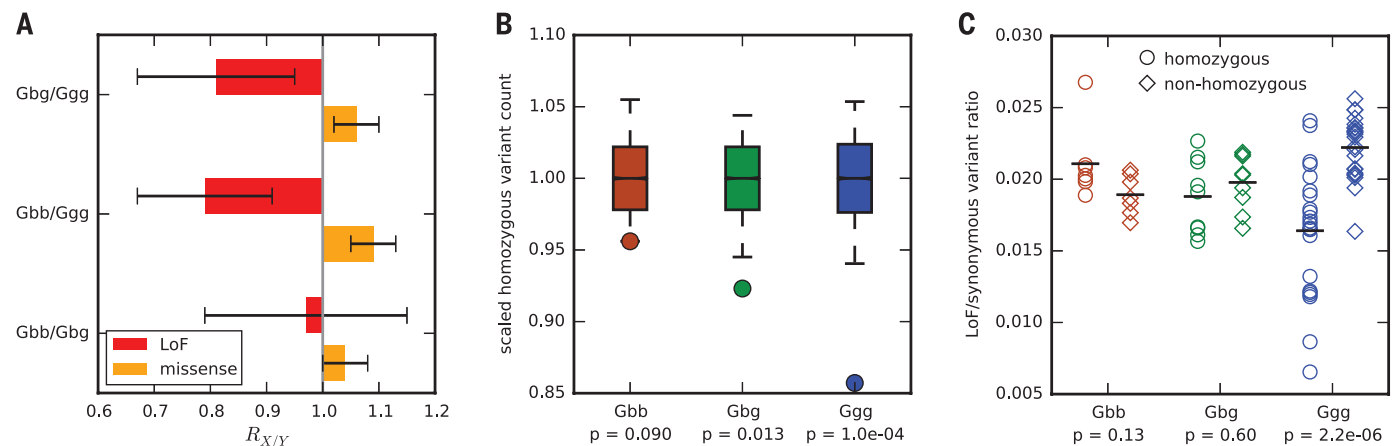 A
Gbg/Ggg
Gbb/Ggg
Gbb/Gbg
LoF
missense
0.6 0.7 0.8 0.9 1.0 1.1 1.2
R_{X/Y}
B
scaled homozygous variant count
1.10
1.05
1.00
0.95
0.90
0.85
Gbb Gbg Ggg
p = 0.090 p = 0.013 p = 1.0e-04
C
LoF/synonymous variant ratio
0.030
0.025
0.020
0.015
0.010
0.005
homozygous
non-homozygous
Gbb Gbg Ggg
p = 0.13 p = 0.60 p = 2.2e-06